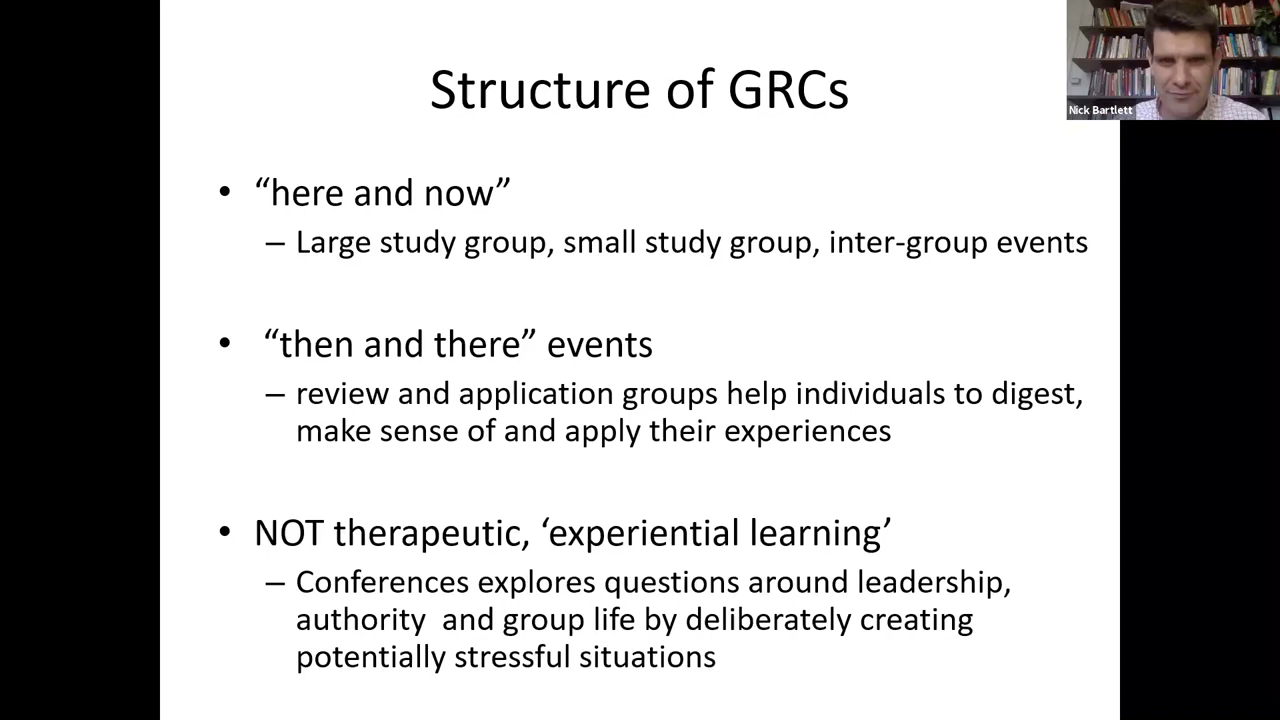 Structure of GRCs
Nick Bartlett
• “here and now”
– Large study group, small study group, inter-group events
• “then and there” events
– review and application groups help individuals to digest,
make sense of and apply their experiences
• NOT therapeutic, ‘experiential learning’
– Conferences explores questions around leadership,
authority  and group life by deliberately creating
potentially stressful situations